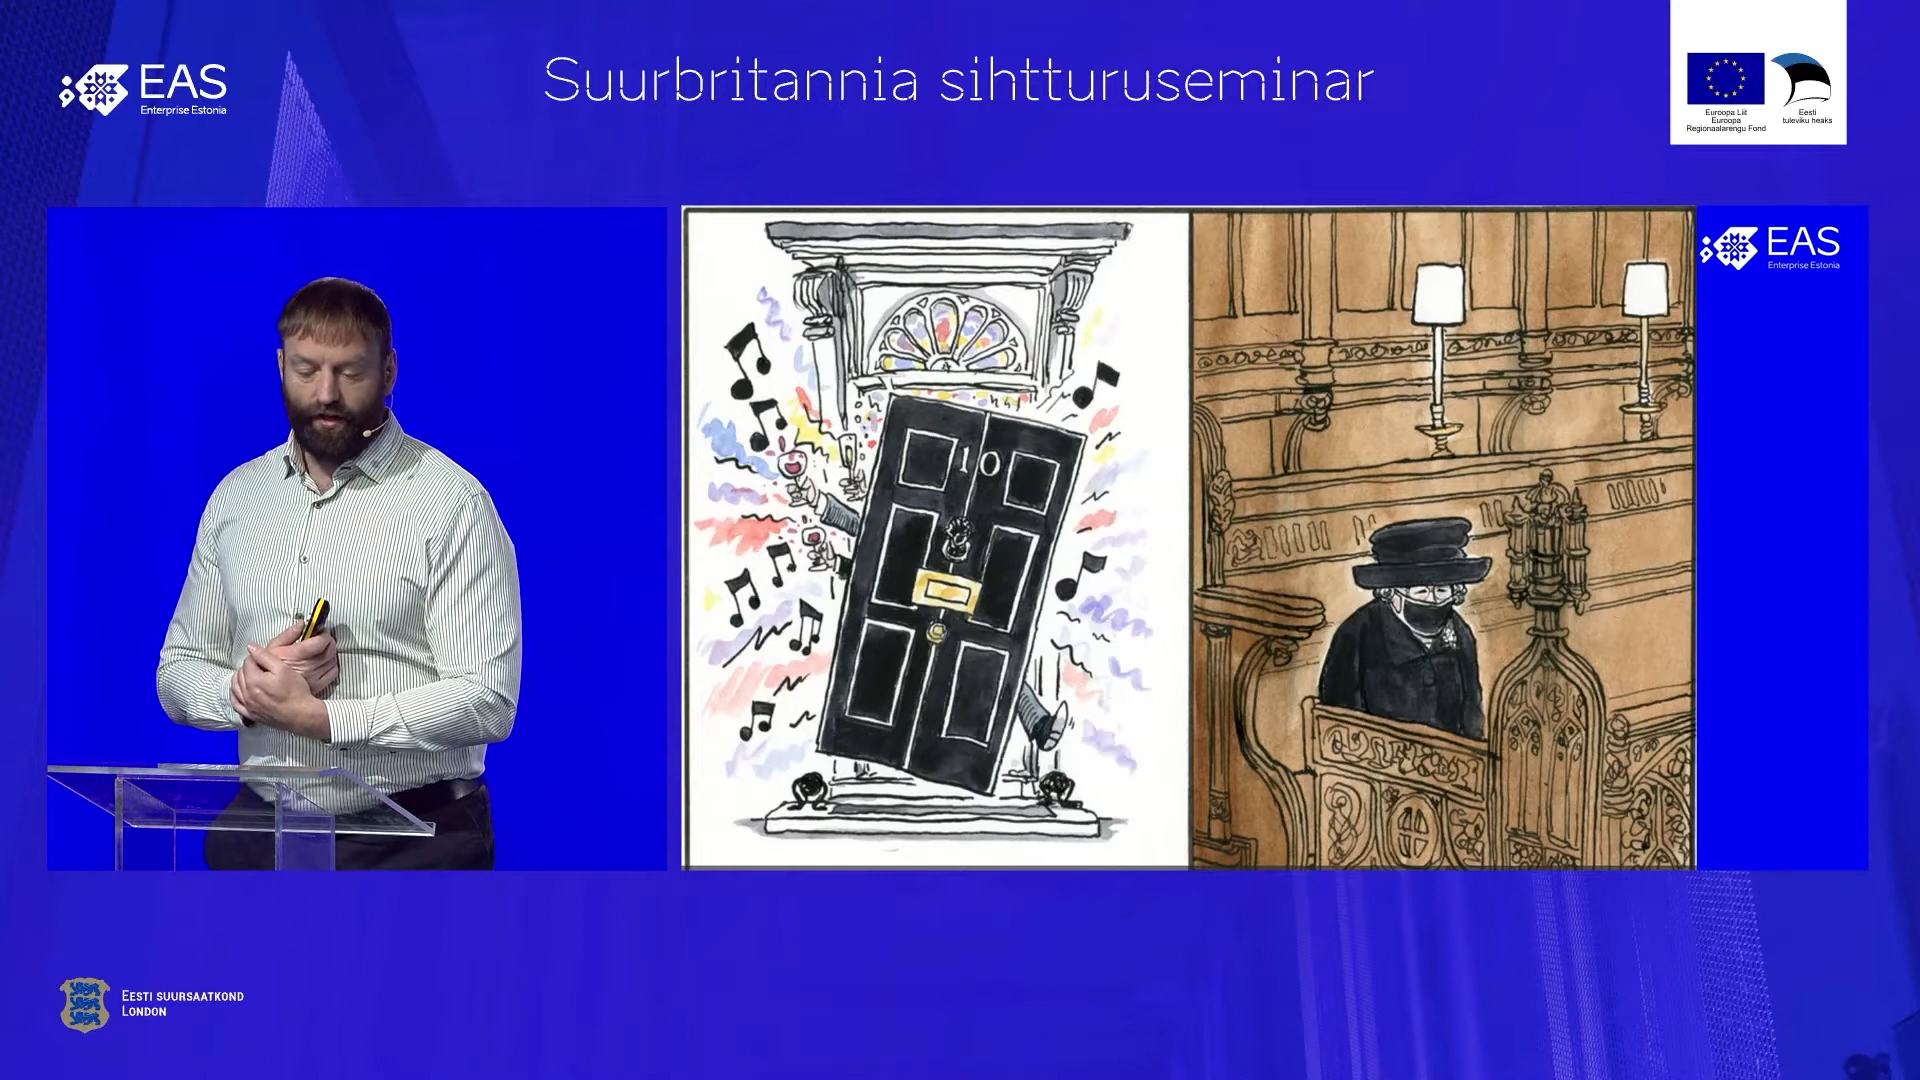 EAS
Enterprise Estonia
Suurbritannia sihtturuseminar
Euroopa Liit
Euroopa
Regionaalarengu Fond
Eesti
tuleviku heaks
EAS
Enterprise Estonia
10
EESTI SUURSAATKOND
LONDON